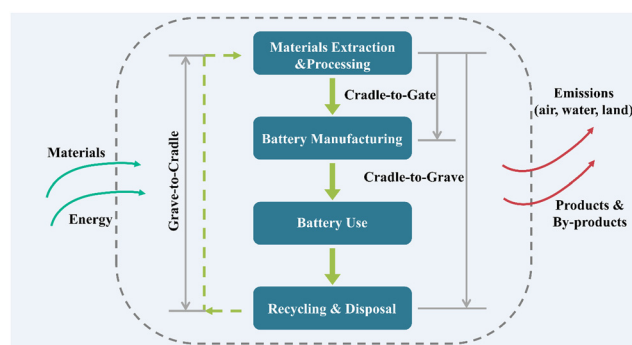 Materials Extraction
&Processing
Cradle-to-Gate
Emissions
(air, water, land)
Battery Manufacturing
Materials
Grave-to-Cradle
Cradle-to-Grave
Energy
Battery Use
Products &
By-products
Recycling & Disposal